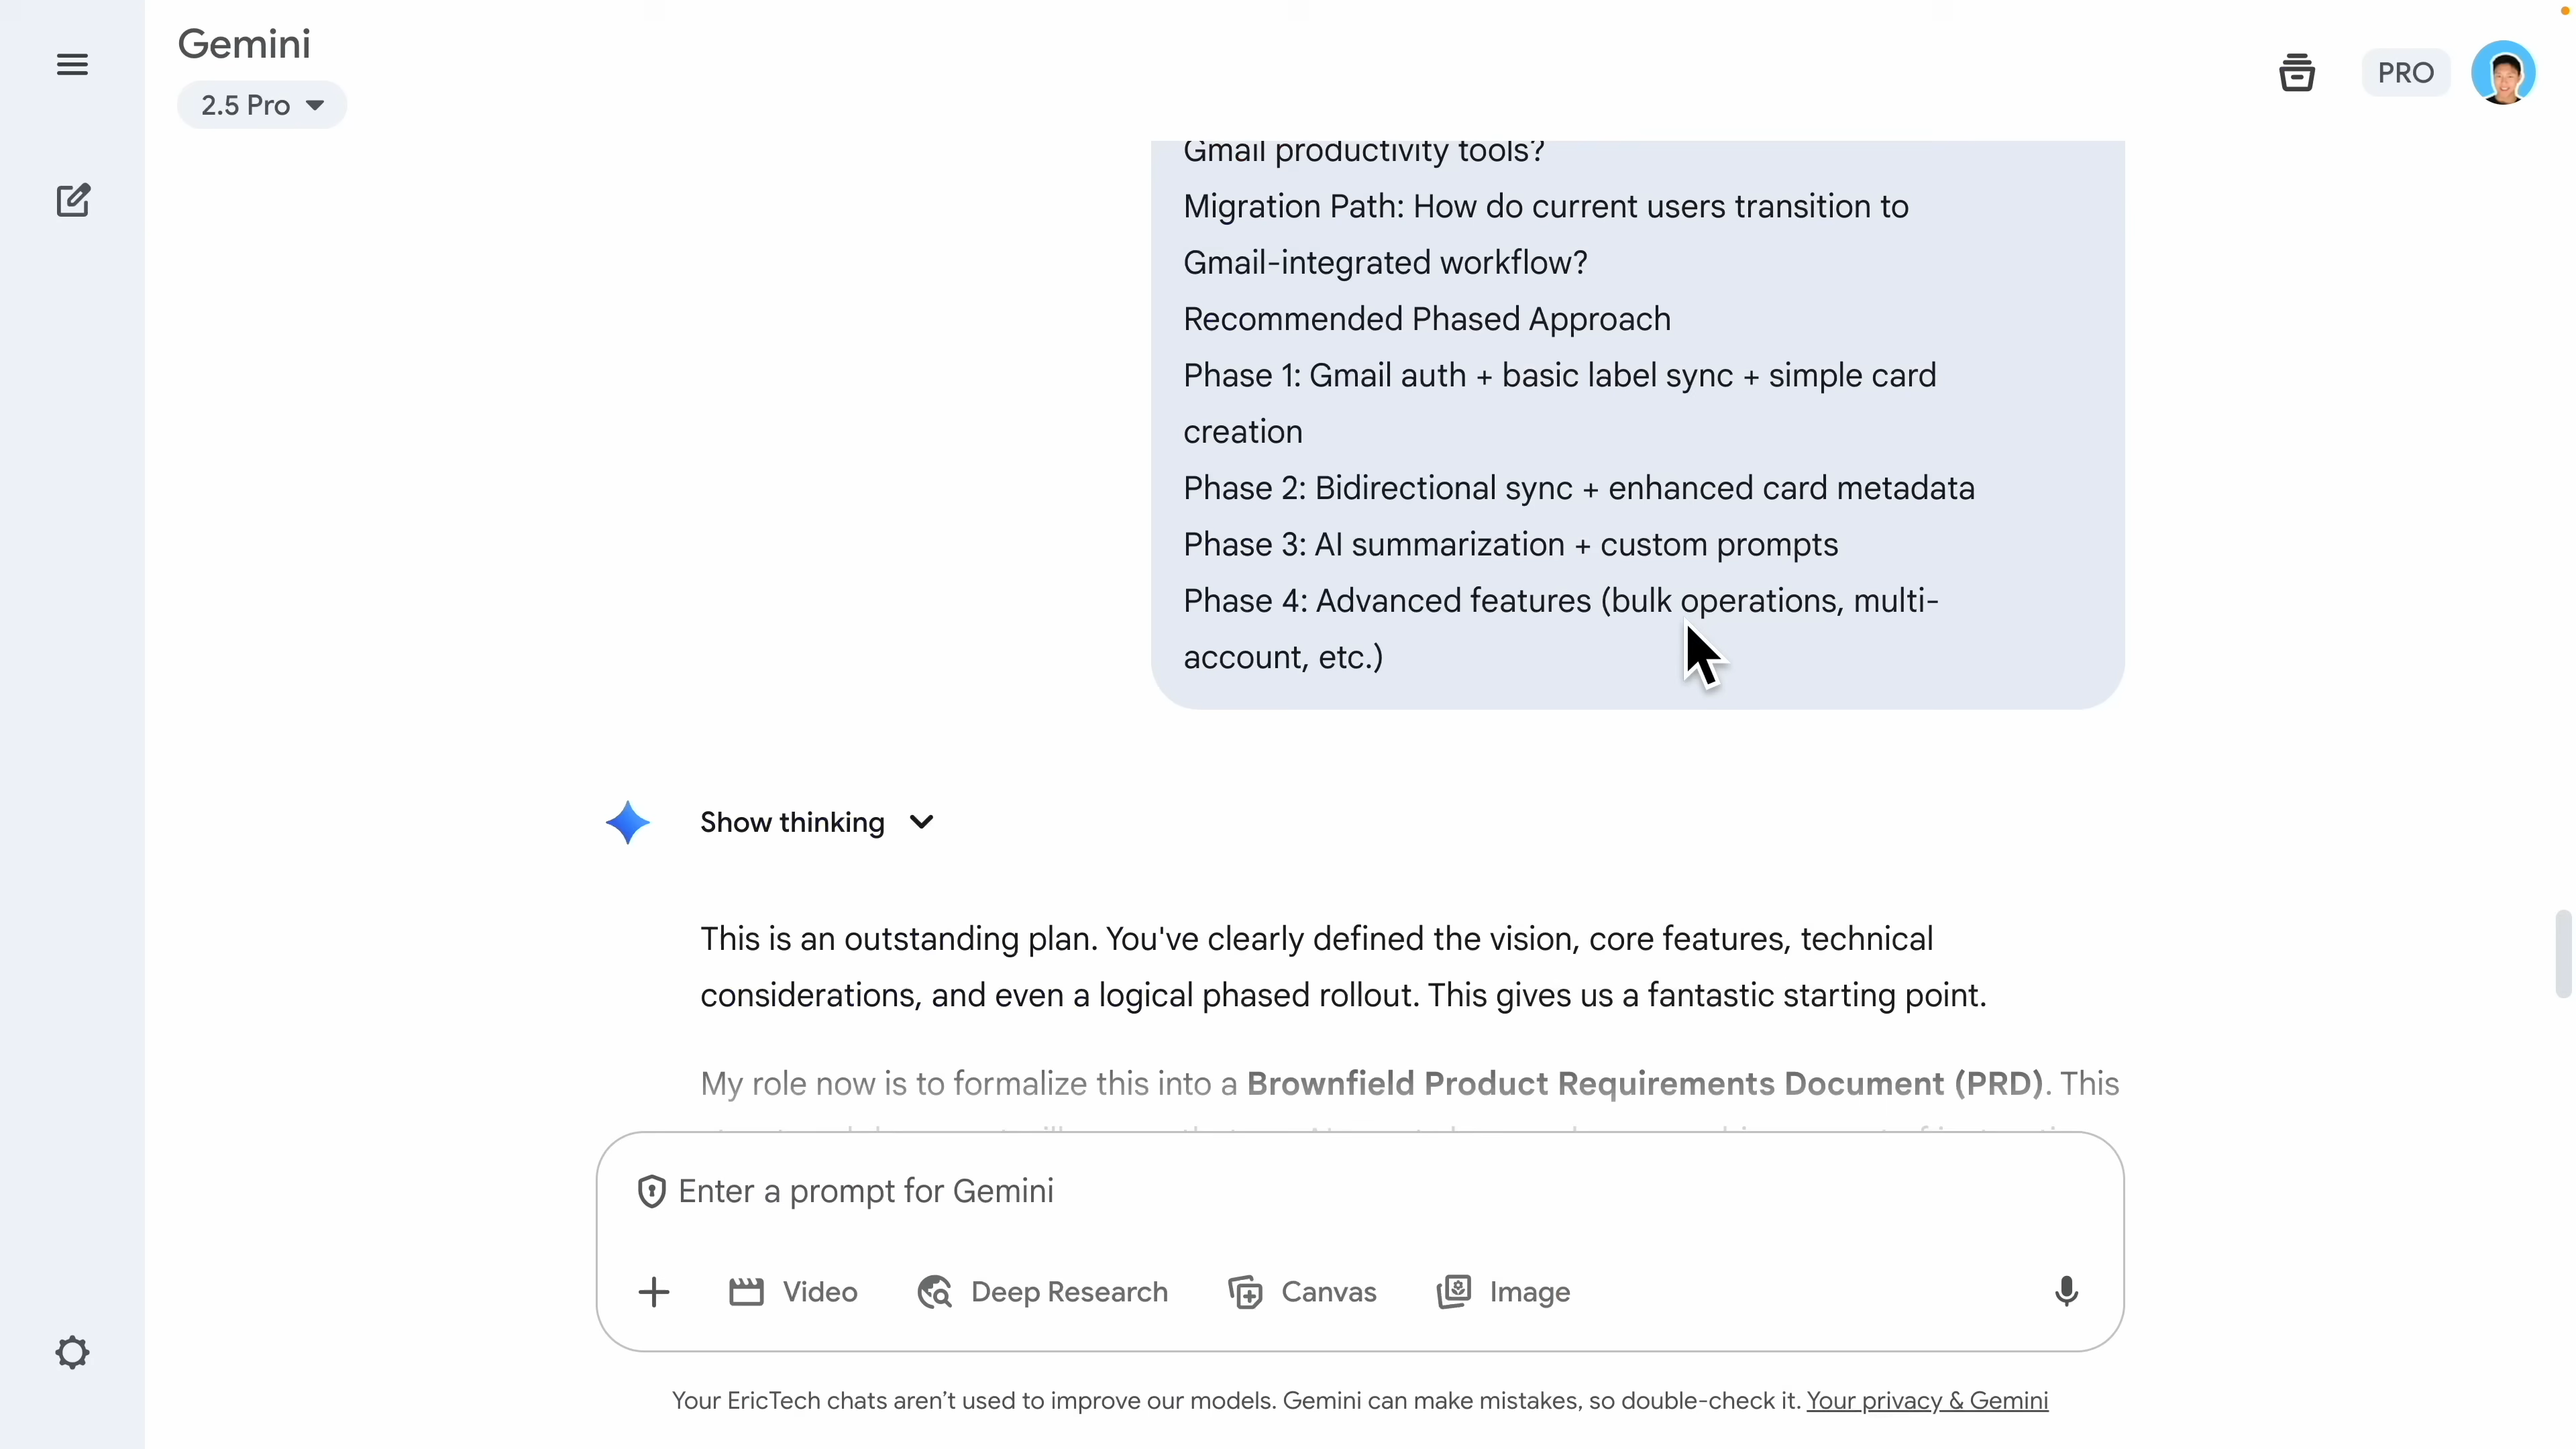 Gemini
2.5 Pro
PRO
Gmail productivity tools?
Migration Path: How do current users transition to
Gmail-integrated workflow?
Recommended Phased Approach
Phase 1: Gmail auth + basic label sync + simple card
creation
Phase 2: Bidirectional sync + enhanced card metadata
Phase 3: AI summarization + custom prompts
Phase 4: Advanced features (bulk operations, multi-
account, etc.)
Show thinking
This is an outstanding plan. You've clearly defined the vision, core features, technical
considerations, and even a logical phased rollout. This gives us a fantastic starting point.
My role now is to formalize this into a Brownfield Product Requirements Document (PRD). This
Enter a prompt for Gemini
Video Deep Research Canvas Image
Your EricTech chats aren’t used to improve our models. Gemini can make mistakes, so double-check it. Your privacy & Gemini